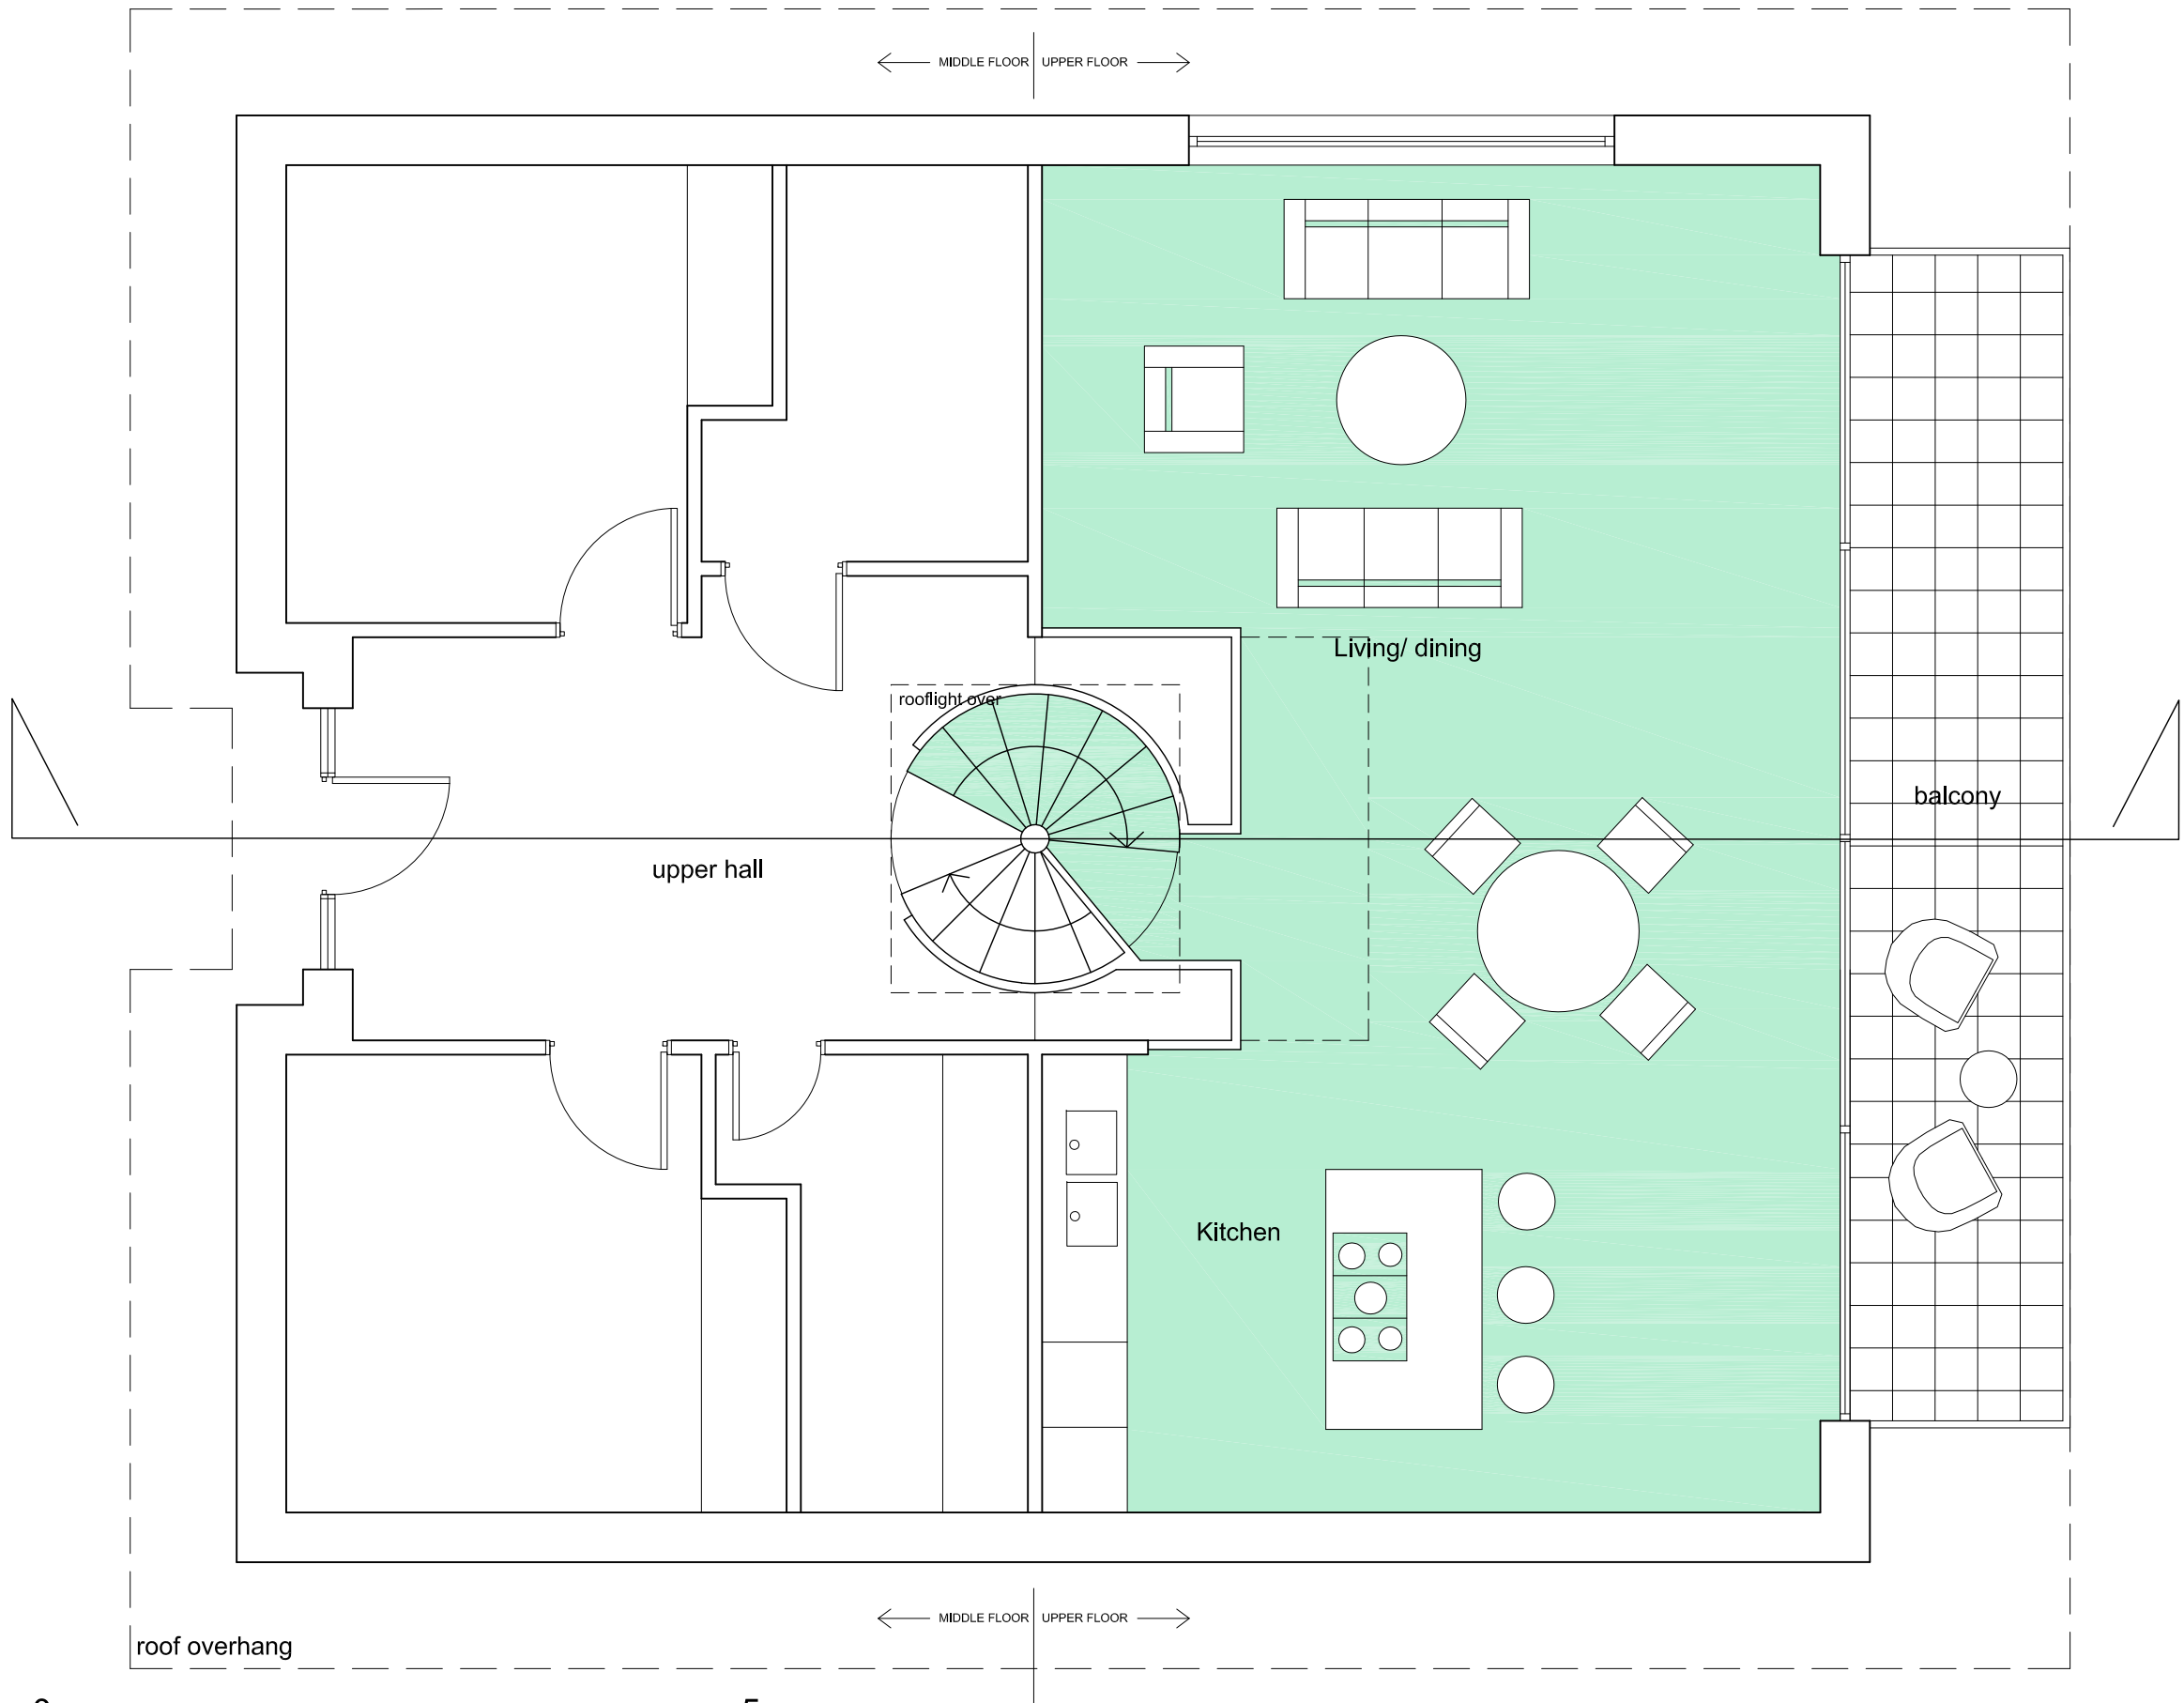 MIDDLE FLOOR UPPER FLOOR
Living/ dining
rooflight over
balcony
upper hall
Kitchen
MIDDLE FLOOR UPPER FLOOR
roof overhang